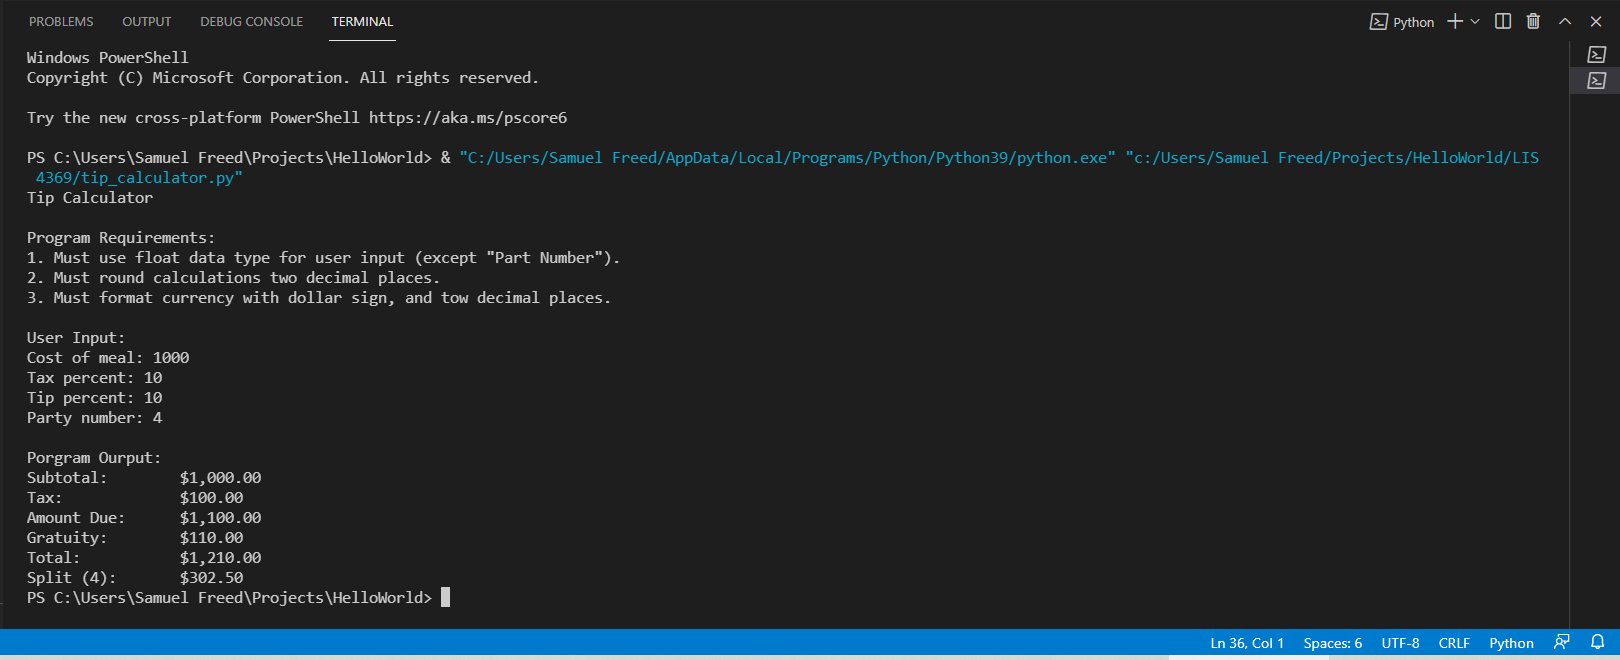 PROBLEMS OUTPUT DEBUG CONSOLE TERMINAL Python
Windows PowerShell
Copyright (C) Microsoft Corporation. All rights reserved.
Try the new cross-platform PowerShell https://aka.ms/pscore6
PS C:\Users\Samuel Freed\Projects\HelloWorld> & "C:/Users/Samuel Freed/AppData/Local/Programs/Python/Python39/python.exe" "c:/Users/Samuel Freed/Projects/HelloWorld/LIS
4369/tip_calculator.py"
Tip Calculator
Program Requirements:
1. Must use float data type for user input (except "Part Number").
2. Must round calculations two decimal places.
3. Must format currency with dollar sign, and tow decimal places.
User Input:
Cost of meal: 1000
Tax percent: 10
Tip percent: 10
Party number: 4
Porgram Ourput:
Subtotal: $1,000.00
Tax: $100.00
Amount Due: $1,100.00
Gratuity: $110.00
Total: $1,210.00
Split (4): $302.50
PS C:\Users\Samuel Freed\Projects\HelloWorld>
Ln 36, Col 1 Spaces: 6 UTF-8 CRLF Python